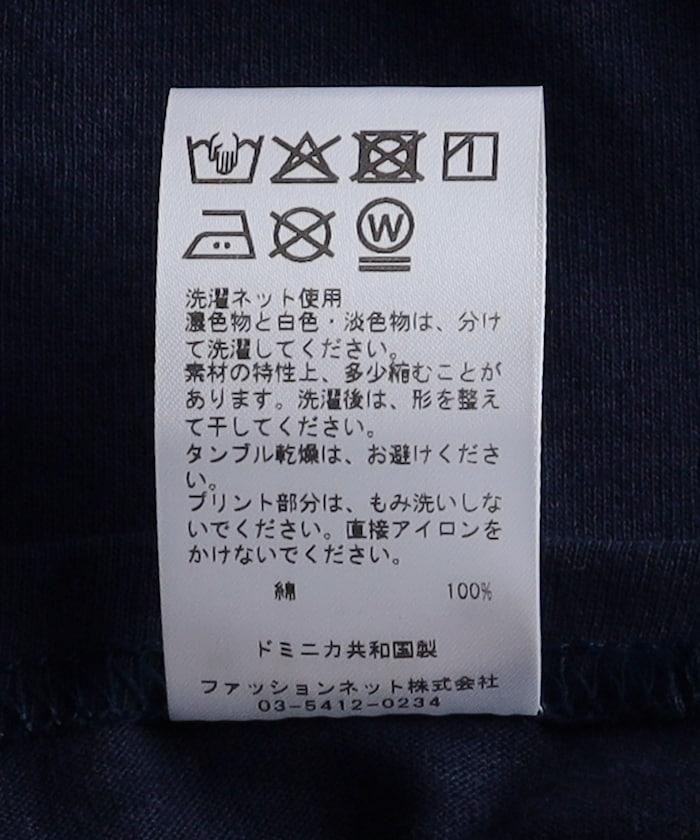 W
洗濯ネット使用
濃色物と白色・淡色物は、分け
て洗濯してください。
素材の特性上、多少縮むことが
あります。洗濯後は、形を整え
て干してください。
タンブル乾燥は、お避けくださ
い。
プリント部分は、もみ洗いしな
いでください。直接アイロンを
かけないでください。
綿 100%
ドミニカ共和国製
ファッションネット株式会社
03-5412-0234